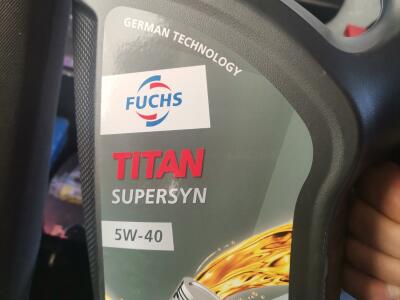 GERMAN TECHNOLOGY
FUCHS
TITAN
SUPERSYN
5W-40